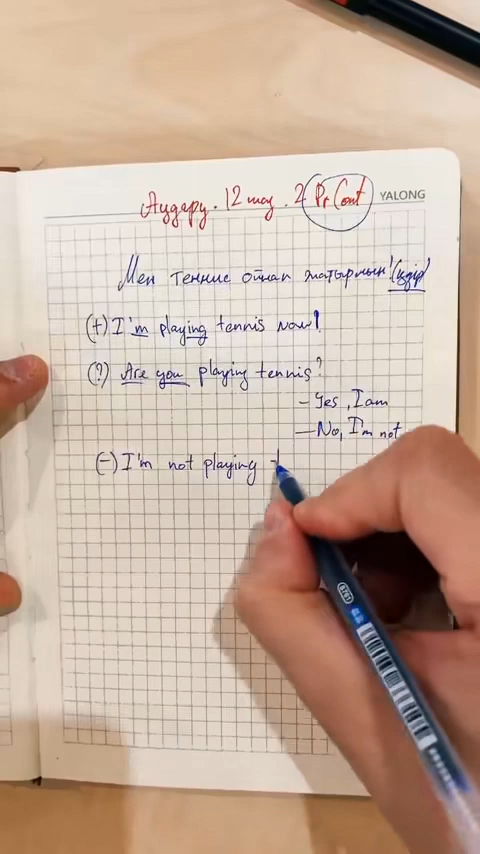 Аудару. 12 шақ. 2 Pr Cont YALONG
Мен теннис ойнап жатырмын! (қазір)
(+) I'm playing tennis now!
(?) Are you playing tennis?
- Yes, I am
- No, I'm not
(-) I'm not playing t